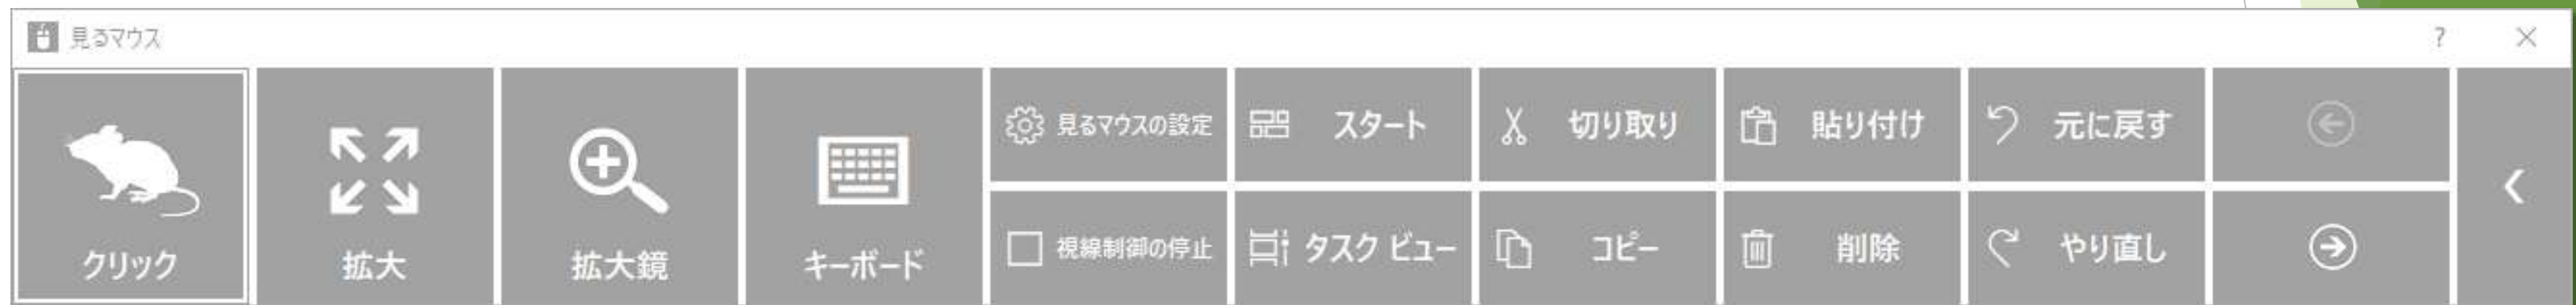 見るマウス
?
クリック
拡大
拡大鏡
キーボード
見るマウスの設定
スタート
切り取り
貼り付け
元に戻す
視線制御の停止
タスク ビュー
コピー
削除
やり直し